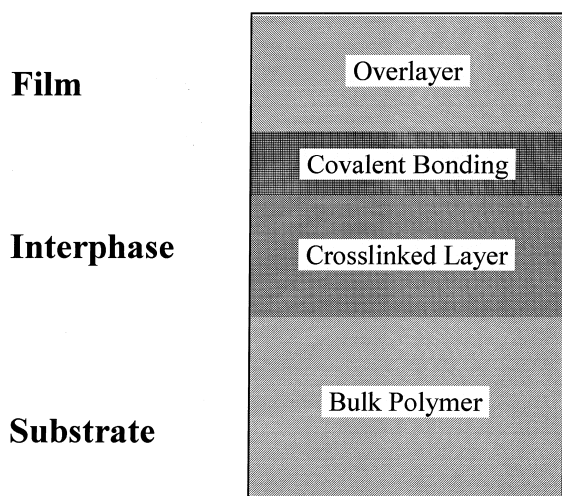 Film
Overlayer
Covalent Bonding
Interphase
Crosslinked Layer
Bulk Polymer
Substrate